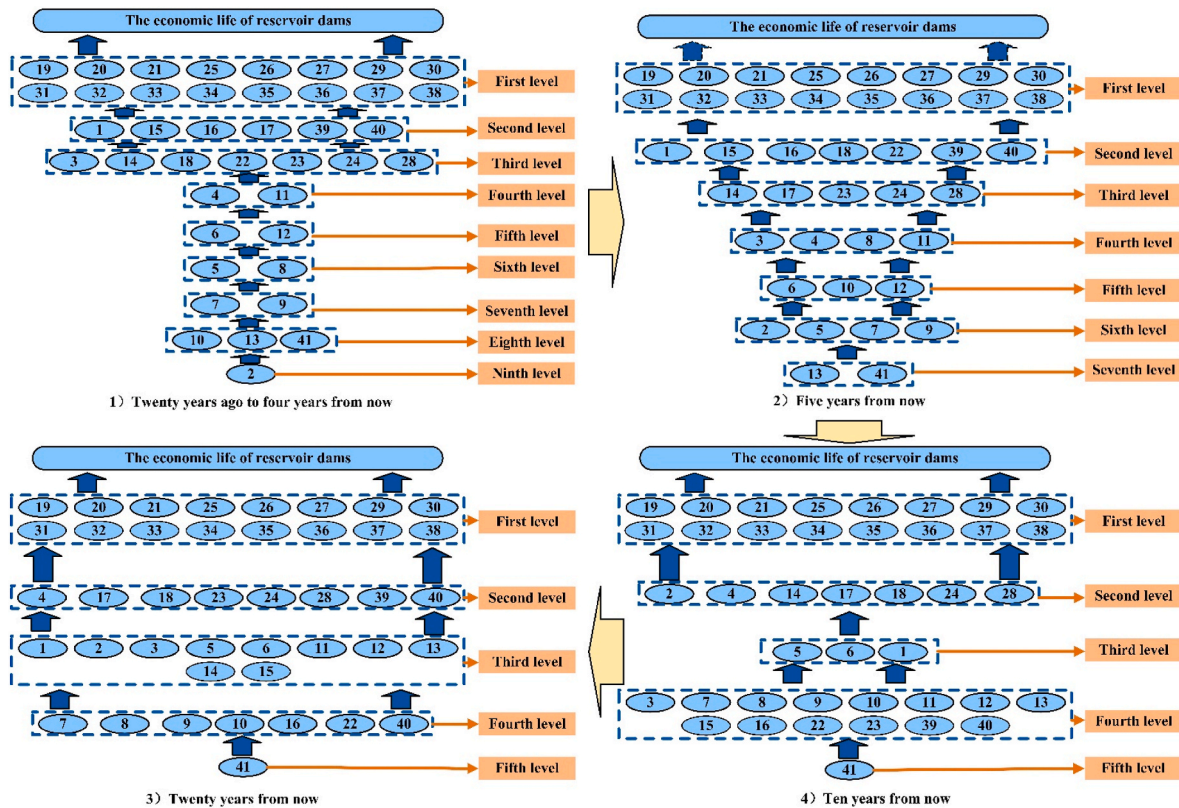 The economic life of reservoir dams
19 20 21 25 26 27 29 30
31 32 33 34 35 36 37 38
First level
1 15 16 17 39 40
Second level
3 14 18 22 23 24 28
Third level
4 11
Fourth level
6 12
Fifth level
5 8
Sixth level
7 9
Seventh level
10 13 41
Eighth level
2
Ninth level
1）Twenty years ago to four years from now
The economic life of reservoir dams
19 20 21 25 26 27 29 30
31 32 33 34 35 36 37 38
First level
1 15 16 18 22 39 40
Second level
14 17 23 24 28
Third level
3 4 8 11
Fourth level
6 10 12
Fifth level
2 5 7 9
Sixth level
13 41
Seventh level
2）Five years from now
The economic life of reservoir dams
19 20 21 25 26 27 29 30
31 32 33 34 35 36 37 38
First level
4 17 18 23 24 28 39 40
Second level
1 2 3 5 6 11 12 13
14 15
Third level
7 8 9 10 16 22 40
Fourth level
41
Fifth level
3）Twenty years from now
The economic life of reservoir dams
19 20 21 25 26 27 29 30
31 32 33 34 35 36 37 38
First level
2 4 14 17 18 24 28
Second level
5 6 1
Third level
3 7 8 9 10 11 12 13
15 16 22 23 39 40
Fourth level
41
Fifth level
4）Ten years from now